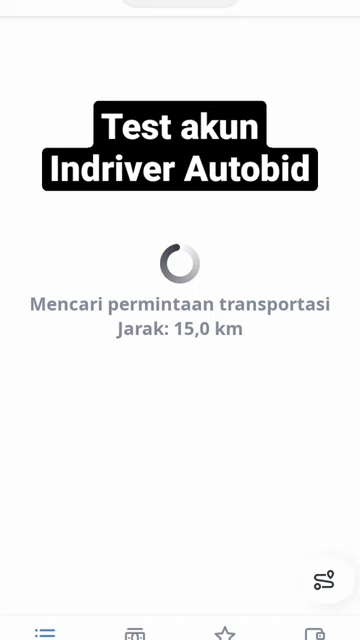 Test akun
Indriver Autobid
Mencari permintaan transportasi
Jarak: 15,0 km